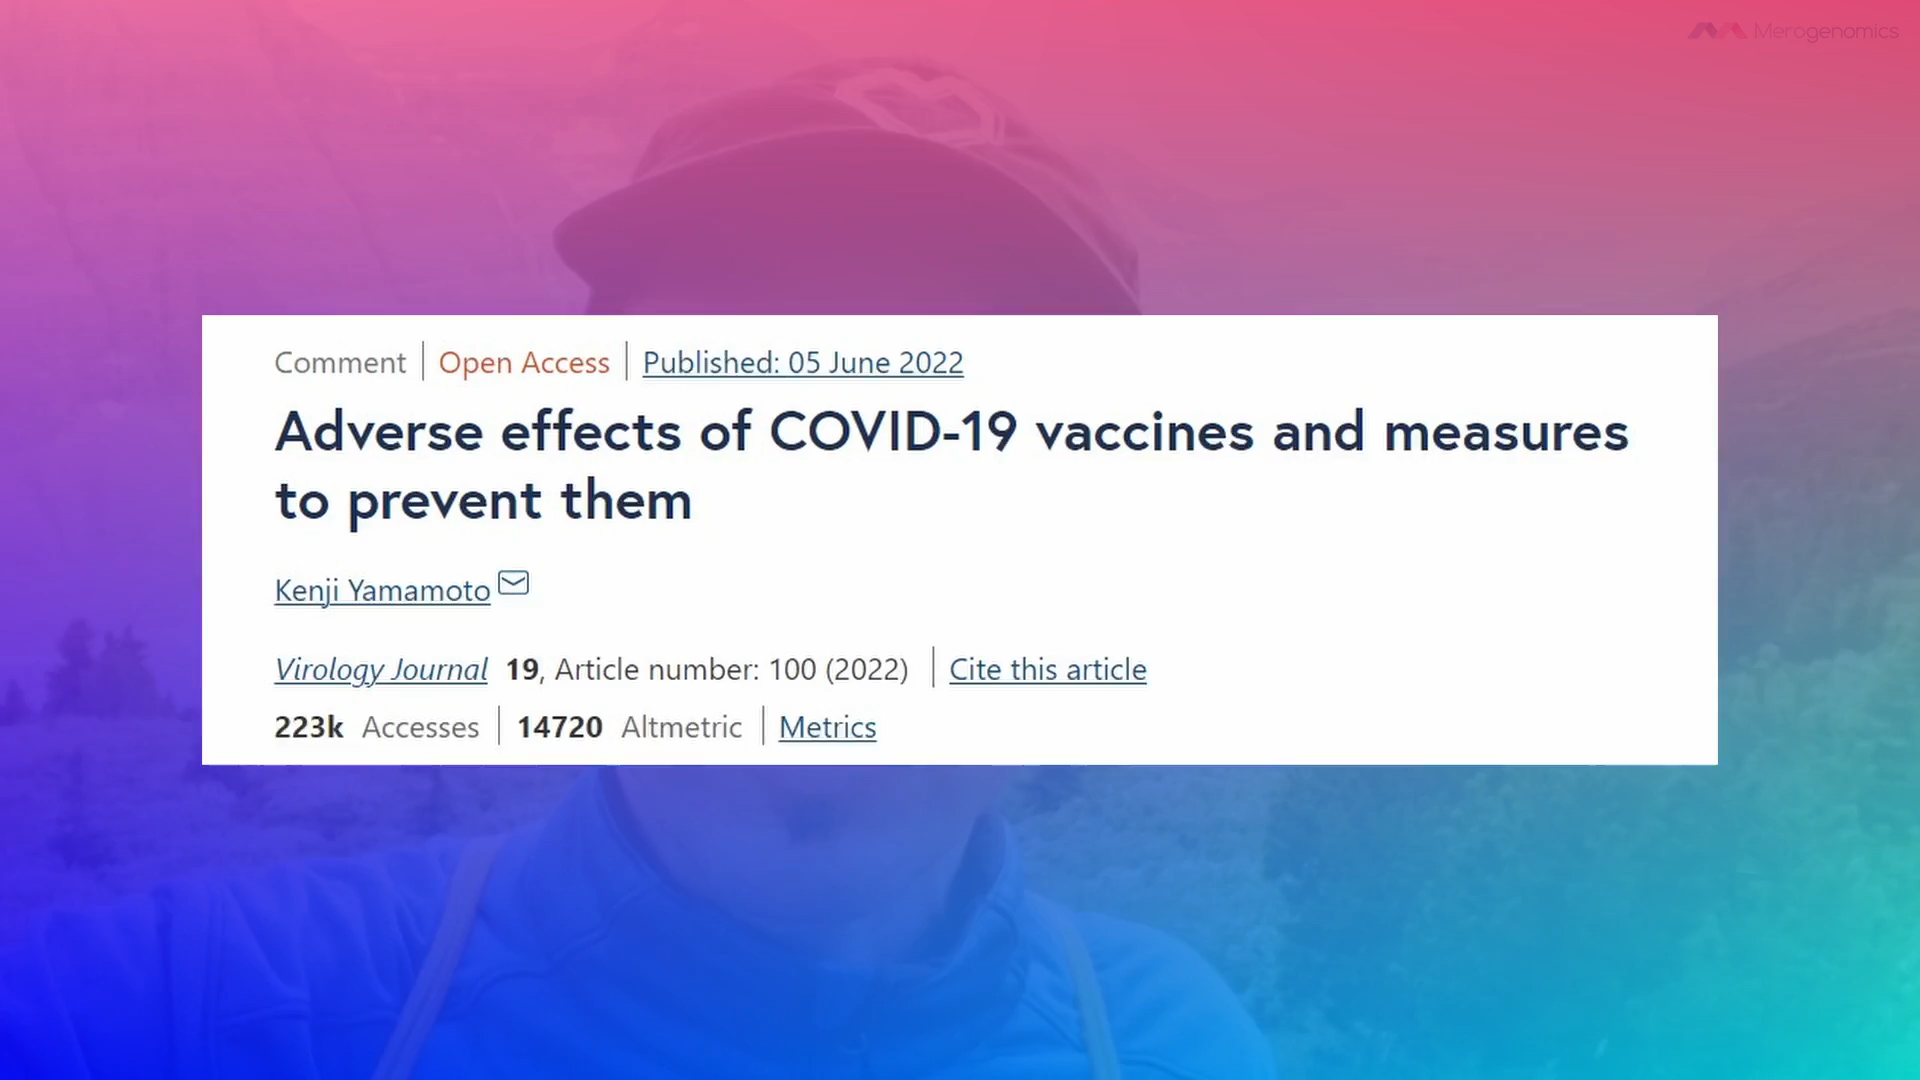 Merogenomics
Comment | Open Access | Published: 05 June 2022
Adverse effects of COVID-19 vaccines and measures
to prevent them
Kenji Yamamoto
Virology Journal 19, Article number: 100 (2022) | Cite this article
223k Accesses | 14720 Altmetric | Metrics